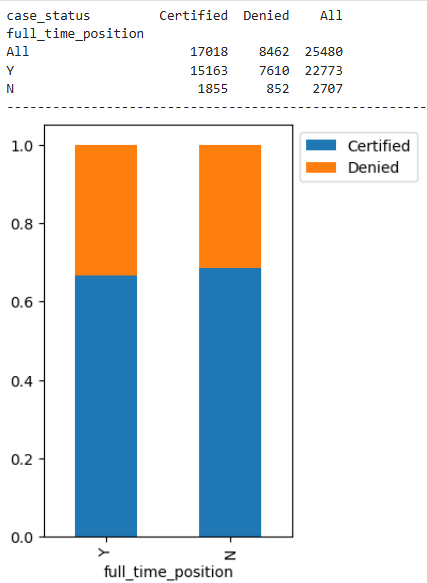 case_status Certified Denied All
full_time_position
All 17018 8462 25480
Y 15163 7610 22773
N 1855 852 2707
--------------------------------------------------------
1.0
0.8
0.6
0.4
0.2
0.0
Certified
Denied
Y
N
full_time_position